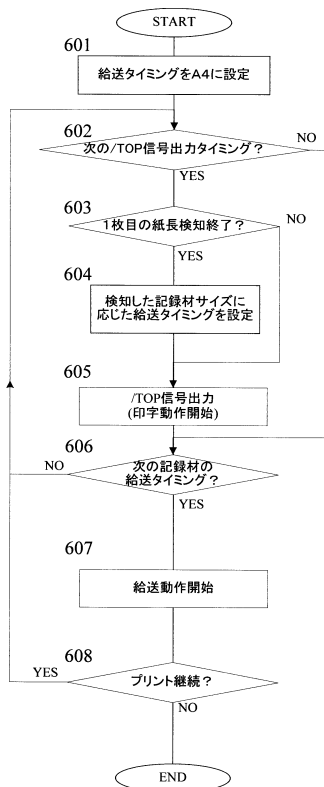 START
601
給送タイミングをA4に設定
602
次の/TOP信号出力タイミング?
NO
YES
603
1枚目の紙長検知終了?
NO
YES
604
検知した記録材サイズに
応じた給送タイミングを設定
605
/TOP信号出力
(印字動作開始)
606
次の記録材の
給送タイミング?
NO
YES
607
給送動作開始
608
プリント継続?
YES
NO
END